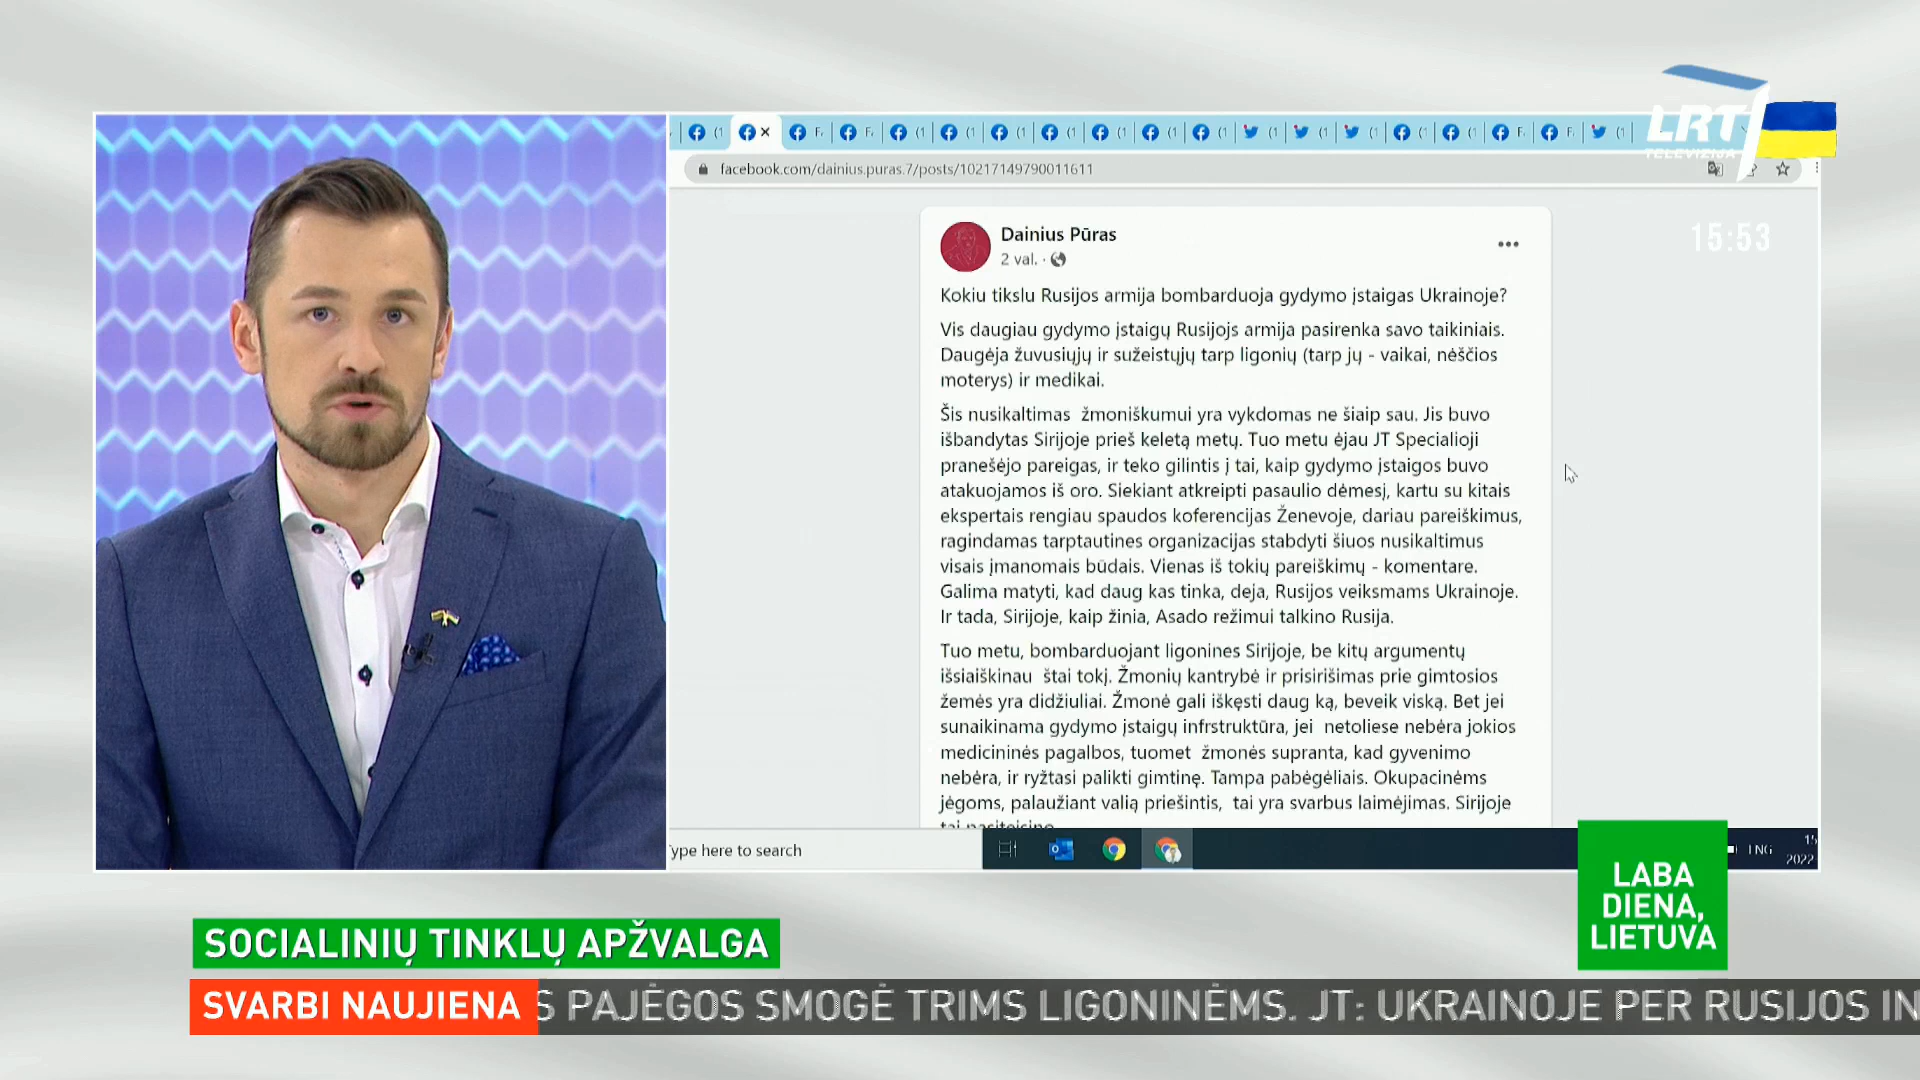 LRT
TELEVIZIJA
facebook.com/dainius.puras.7/posts/10217149790011611
15:53
Dainius Pūras
2 val.
Kokiu tikslu Rusijos armija bombarduoja gydymo įstaigas Ukrainoje?
Vis daugiau gydymo įstaigų Rusijojs armija pasirenka savo taikiniais.
Daugėja žuvusiųjų ir sužeistųjų tarp ligonių (tarp jų - vaikai, nėščios
moterys) ir medikai.
Šis nusikaltimas žmoniškumui yra vykdomas ne šiaip sau. Jis buvo
išbandytas Sirijoje prieš keletą metų. Tuo metu ėjau JT Specialioji
pranešėjo pareigas, ir teko gilintis į tai, kaip gydymo įstaigos buvo
atakuojamos iš oro. Siekiant atkreipti pasaulio dėmesį, kartu su kitais
ekspertais rengiau spaudos koferencijas Ženevoje, dariau pareiškimus,
ragindamas tarptautines organizacijas stabdyti šiuos nusikaltimus
visais įmanomais būdais. Vienas iš tokių pareiškimų - komentare.
Galima matyti, kad daug kas tinka, deja, Rusijos veiksmams Ukrainoje.
Ir tada, Sirijoje, kaip žinia, Asado režimui talkino Rusija.
Tuo metu, bombarduojant ligonines Sirijoje, be kitų argumentų
išsiaiškinau štai tokį. Žmonių kantrybė ir prisirišimas prie gimtosios
žemės yra didžiuliai. Žmonė gali iškęsti daug ką, beveik viską. Bet jei
sunaikinama gydymo įstaigų infrstruktūra, jei netoliese nebėra jokios
medicininės pagalbos, tuomet žmonės supranta, kad gyvenimo
nebėra, ir ryžtasi palikti gimtinę. Tampa pabėgėliais. Okupacinėms
jėgoms, palaužiant valią priešintis, tai yra svarbus laimėjimas. Sirijoje
tai pasiteisino.
Type here to search
ENG
2022
LABA
DIENA,
LIETUVA
SOCIALINIŲ TINKLŲ APŽVALGA
SVARBI NAUJIENA S PAJĖGOS SMOGĖ TRIMS LIGONINĖMS. JT: UKRAINOJE PER RUSIJOS IN